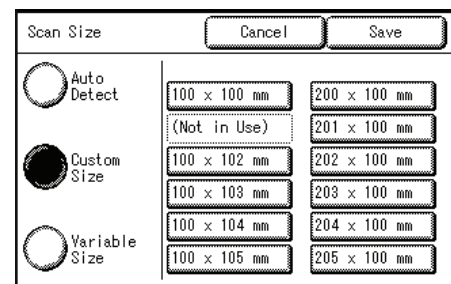 Scan Size
Cancel
Save
Auto
Detect
Custom
Size
Variable
Size
100 × 100 mm
(Not in Use)
100 × 102 mm
100 × 103 mm
100 × 104 mm
100 × 105 mm
200 × 100 mm
201 × 100 mm
202 × 100 mm
203 × 100 mm
204 × 100 mm
205 × 100 mm